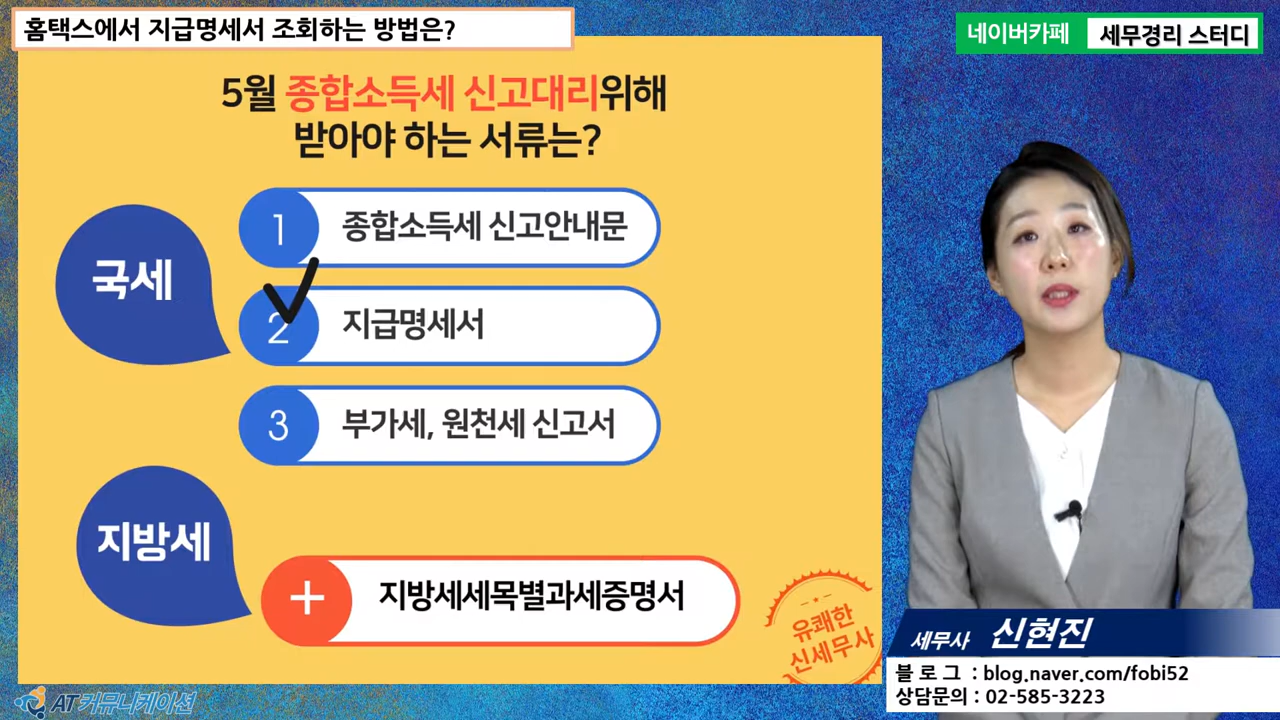 홈택스에서 지급명세서 조회하는 방법은?
네이버카페 세무경리 스터디
5월 종합소득세 신고대리위해
받아야 하는 서류는?
국세
1 종합소득세 신고안내문
2 지급명세서
3 부가세, 원천세 신고서
지방세
+ 지방세세목별과세증명서
유쾌한
신세무사
세무사 신현진
블로그 : blog.naver.com/fobi52
상담문의 : 02-585-3223
AT커뮤니케이션